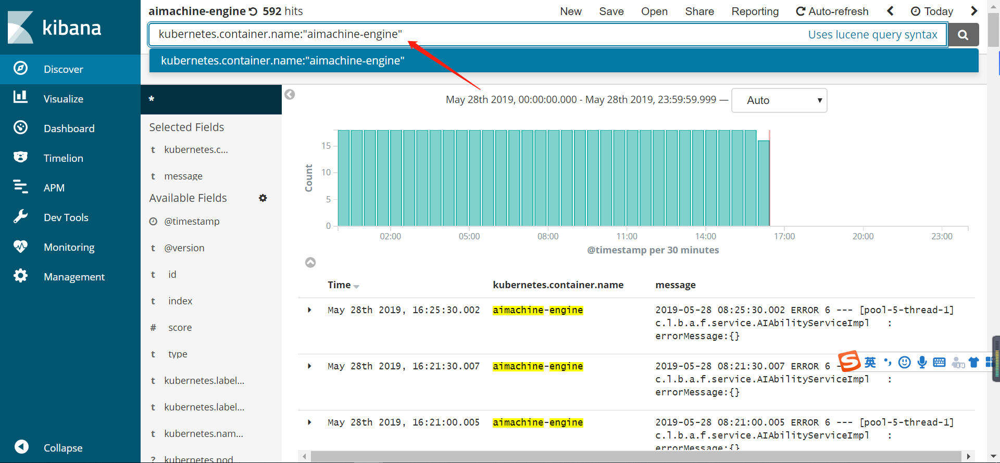 kibana
Discover
Visualize
Dashboard
Timelion
APM
Dev Tools
Monitoring
Management
Collapse
aimachine-engine 592 hits
New Save Open Share Reporting Auto-refresh Today
kubernetes.container.name:"aimachine-engine" Uses lucene query syntax
kubernetes.container.name:"aimachine-engine"
*
Selected Fields
t kubernetes.c...
t message
Available Fields
@timestamp
t @version
t id
t index
# score
t type
t kubernetes.label...
t kubernetes.label...
t kubernetes.nam...
? kubernetes.nod...
May 28th 2019, 00:00:00.000 - May 28th 2019, 23:59:59.999 — Auto
Count
15
10
5
0
02:00 05:00 08:00 11:00 14:00 17:00 20:00 23:00
@timestamp per 30 minutes
Time kubernetes.container.name message
May 28th 2019, 16:25:30.002 aimachine-engine 2019-05-28 08:25:30.002 ERROR 6 --- [pool-5-thread-1]
c.l.b.a.f.service.AIAbilityServiceImpl :
errorMessage:{}
May 28th 2019, 16:21:30.007 aimachine-engine 2019-05-28 08:21:30.007 ERROR 6 -
c.l.b.a.f.service.AIAbilityServiceImpl :
errorMessage:{}
英
May 28th 2019, 16:21:00.005 aimachine-engine 2019-05-28 08:21:00.005 ERROR 6 --- [pool-5-thread-1]
c.l.b.a.f.service.AIAbilityServiceImpl :
errorMessage:{}